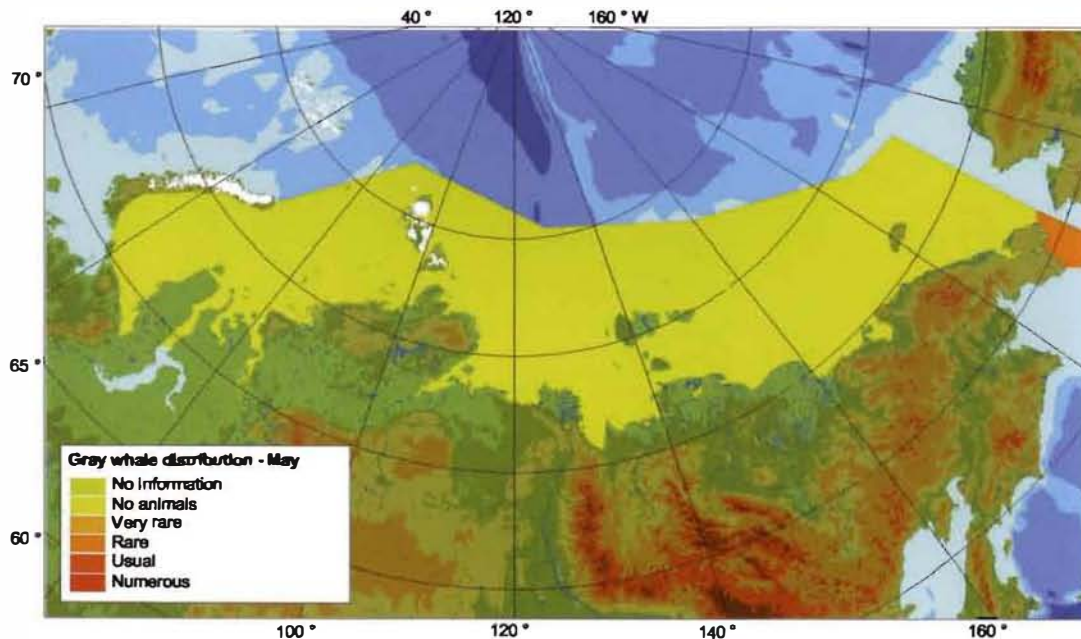 40 ° 120 ° 160 ° W
70 °
65 °
60 °
Gray whale distribution - May
No information
No animals
Very rare
Rare
Usual
Numerous
100 ° 120 ° 140 ° 160 °